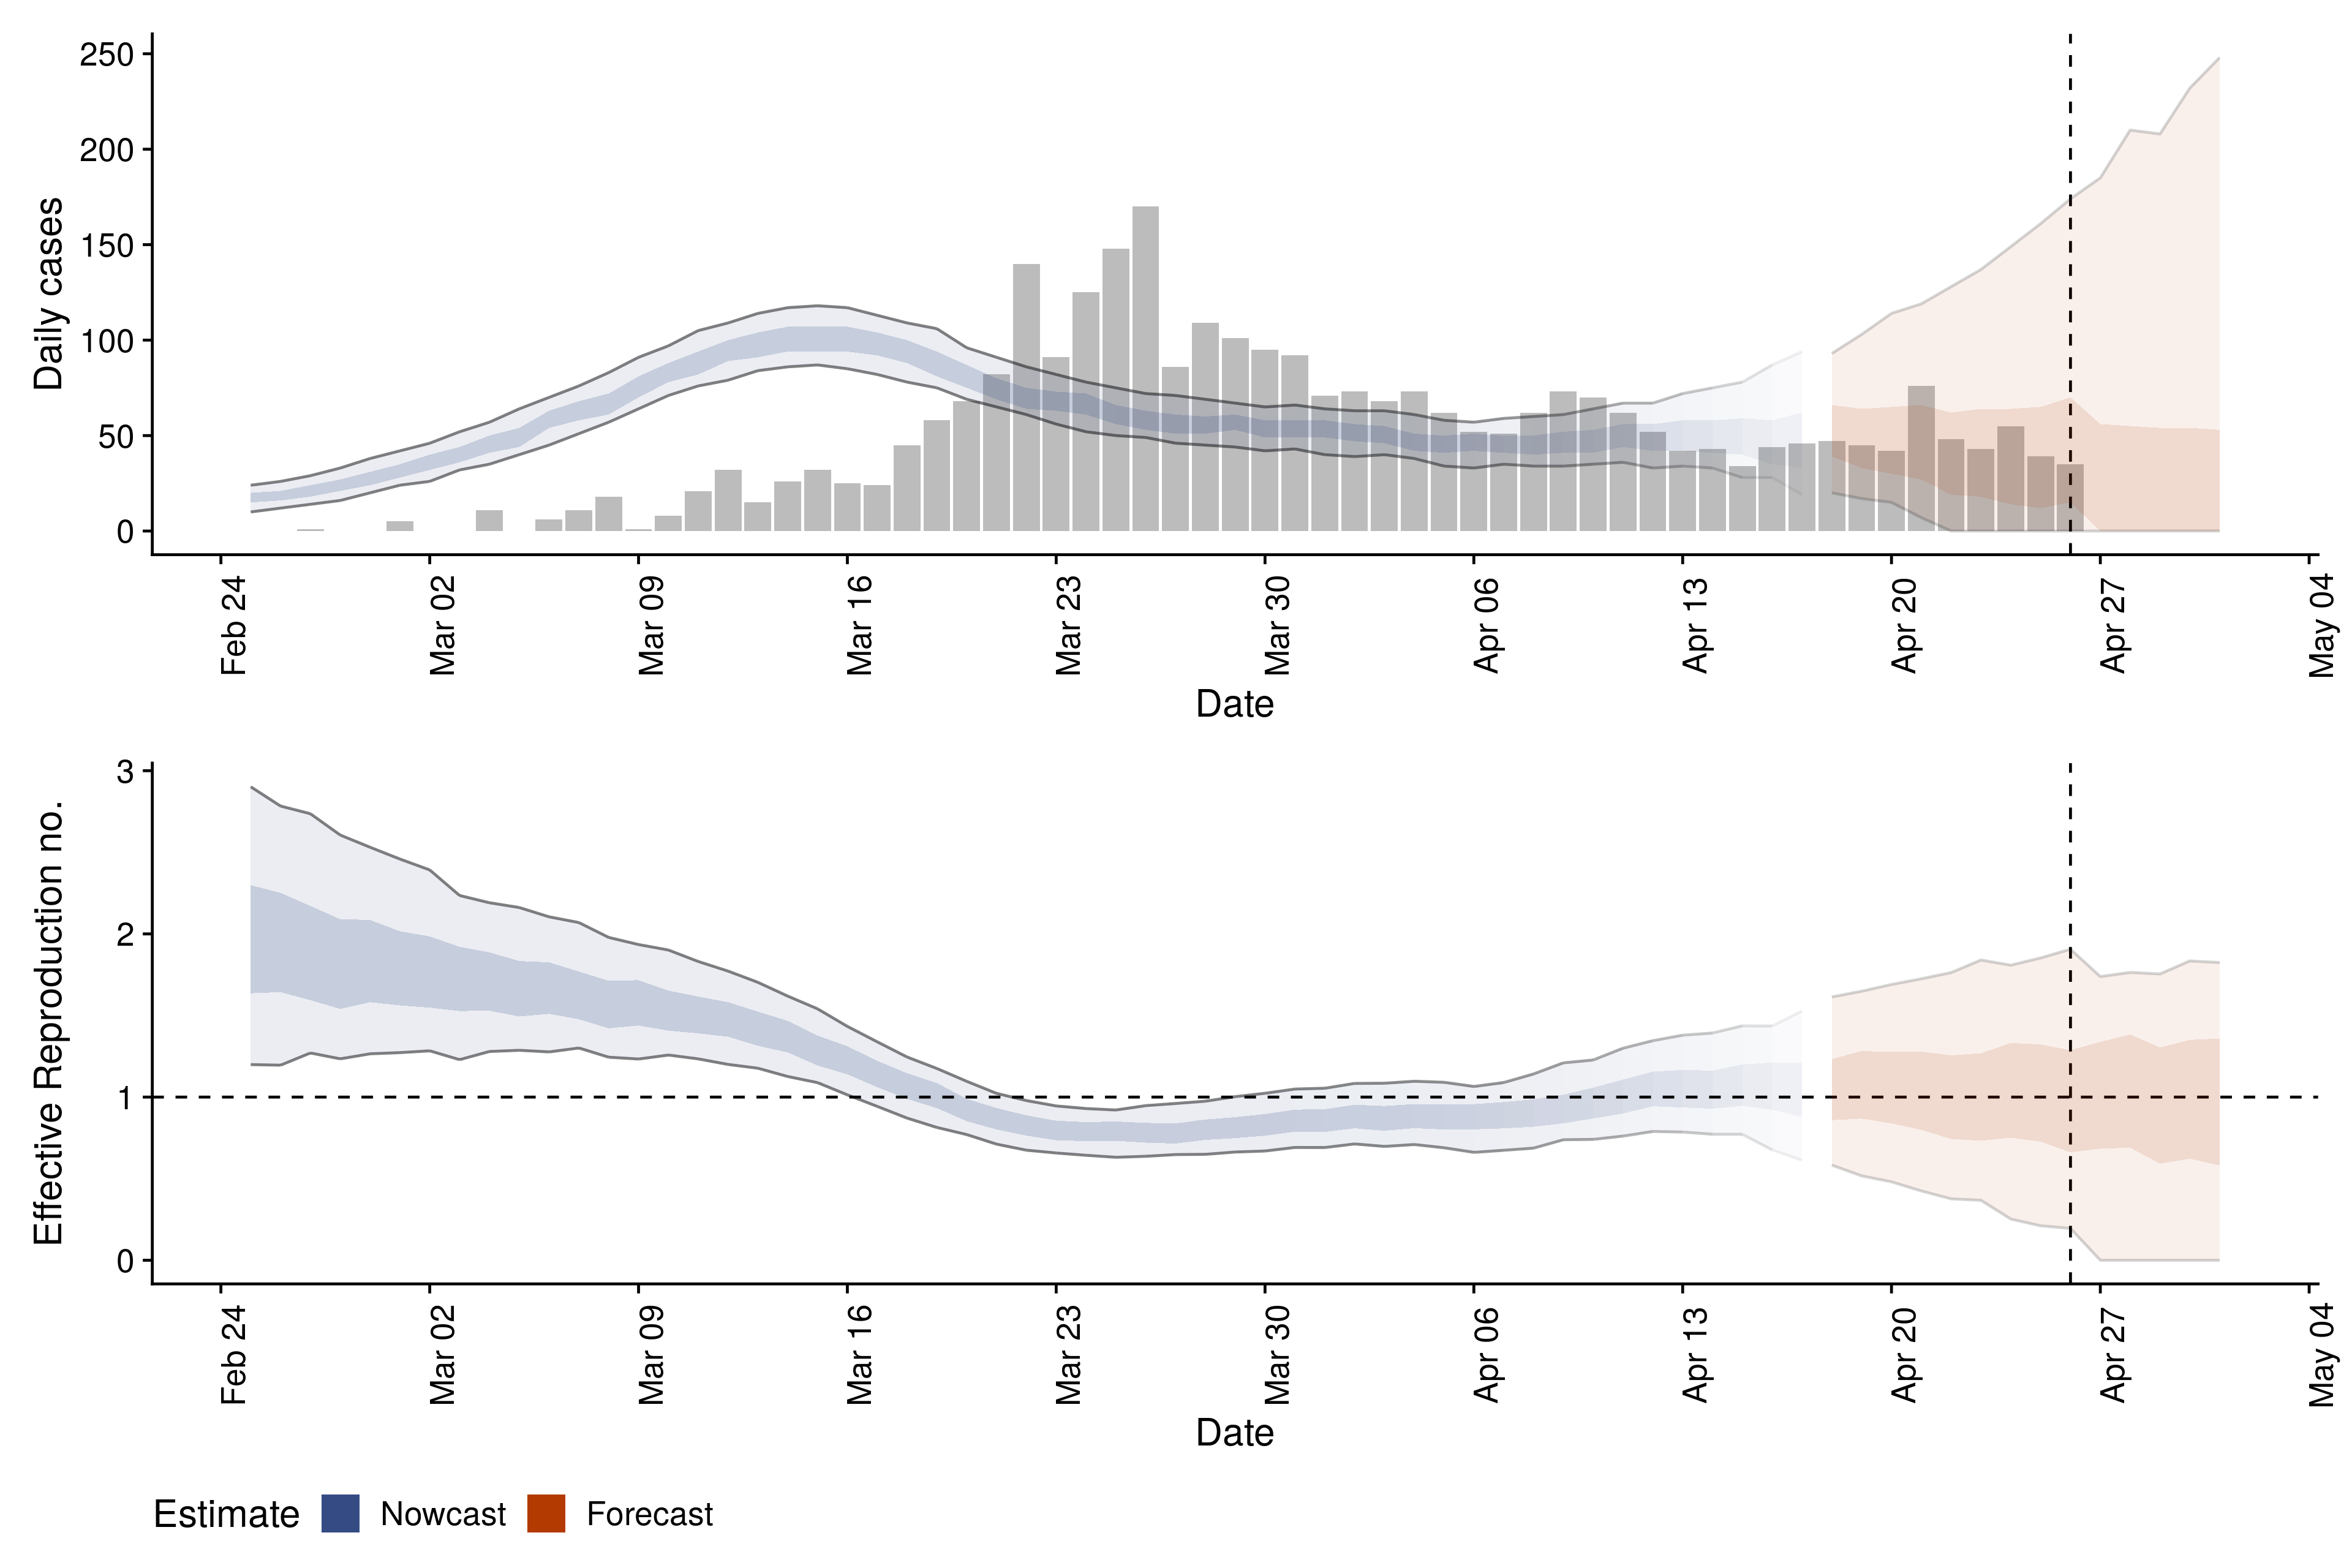 250
200
150
100
50
0
Daily cases
Feb 24
Mar 02
Mar 09
Mar 16
Mar 23
Mar 30
Apr 06
Apr 13
Apr 20
Apr 27
May 04
Date
3
2
1
0
Effective Reproduction no.
Feb 24
Mar 02
Mar 09
Mar 16
Mar 23
Mar 30
Apr 06
Apr 13
Apr 20
Apr 27
May 04
Date
Estimate Nowcast Forecast